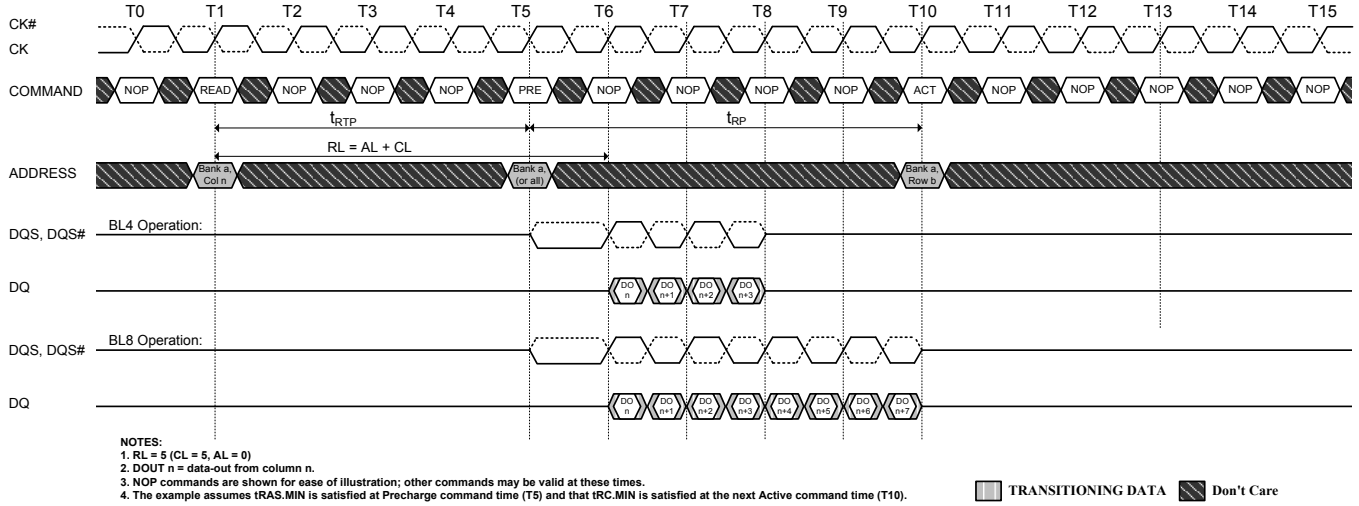 T0 T1 T2 T3 T4 T5 T6 T7 T8 T9 T10 T11 T12 T13 T14 T15
CK#
CK
COMMAND NOP READ NOP NOP NOP PRE NOP NOP NOP NOP ACT NOP NOP NOP NOP NOP
tRTP tRP
RL = AL + CL
ADDRESS Bank a, Col n Bank a, (or all) Bank a, Row b
BL4 Operation:
DQS, DQS#
DQ DO n DO n+1 DO n+2 DO n+3
BL8 Operation:
DQS, DQS#
DQ DO n DO n+1 DO n+2 DO n+3 DO n+4 DO n+5 DO n+6 DO n+7
NOTES:
1. RL = 5 (CL = 5, AL = 0)
2. DOUT n = data-out from column n.
3. NOP commands are shown for ease of illustration; other commands may be valid at these times.
4. The example assumes tRAS.MIN is satisfied at Precharge command time (T5) and that tRC.MIN is satisfied at the next Active command time (T10).
TRANSITIONING DATA Don't Care